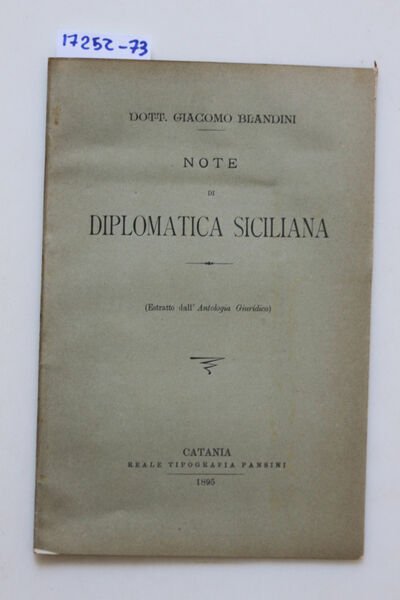 17252-73
DOTT. GIACOMO BLANDINI
NOTE
DI
DIPLOMATICA SICILIANA
(Estratto dall' Antologia Giuridica)
CATANIA
REALE TIPOGRAFIA PANSINI
1895